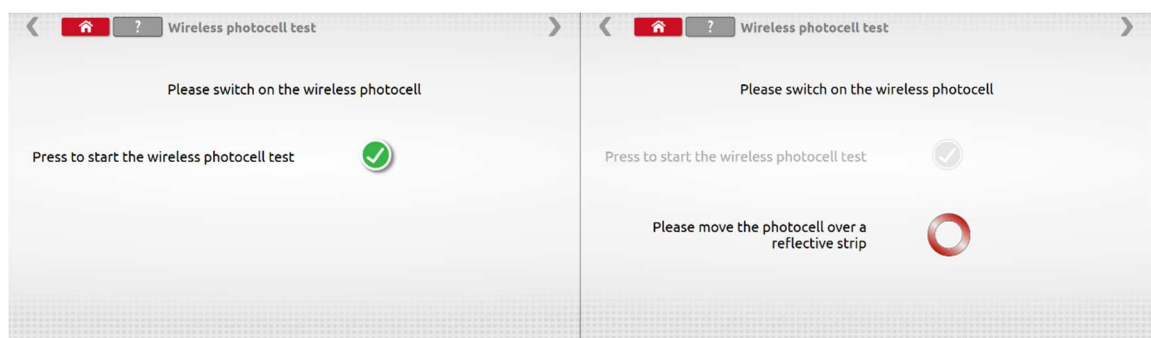 ? Wireless photocell test
Please switch on the wireless photocell
Press to start the wireless photocell test
? Wireless photocell test
Please switch on the wireless photocell
Press to start the wireless photocell test
Please move the photocell over a
reflective strip